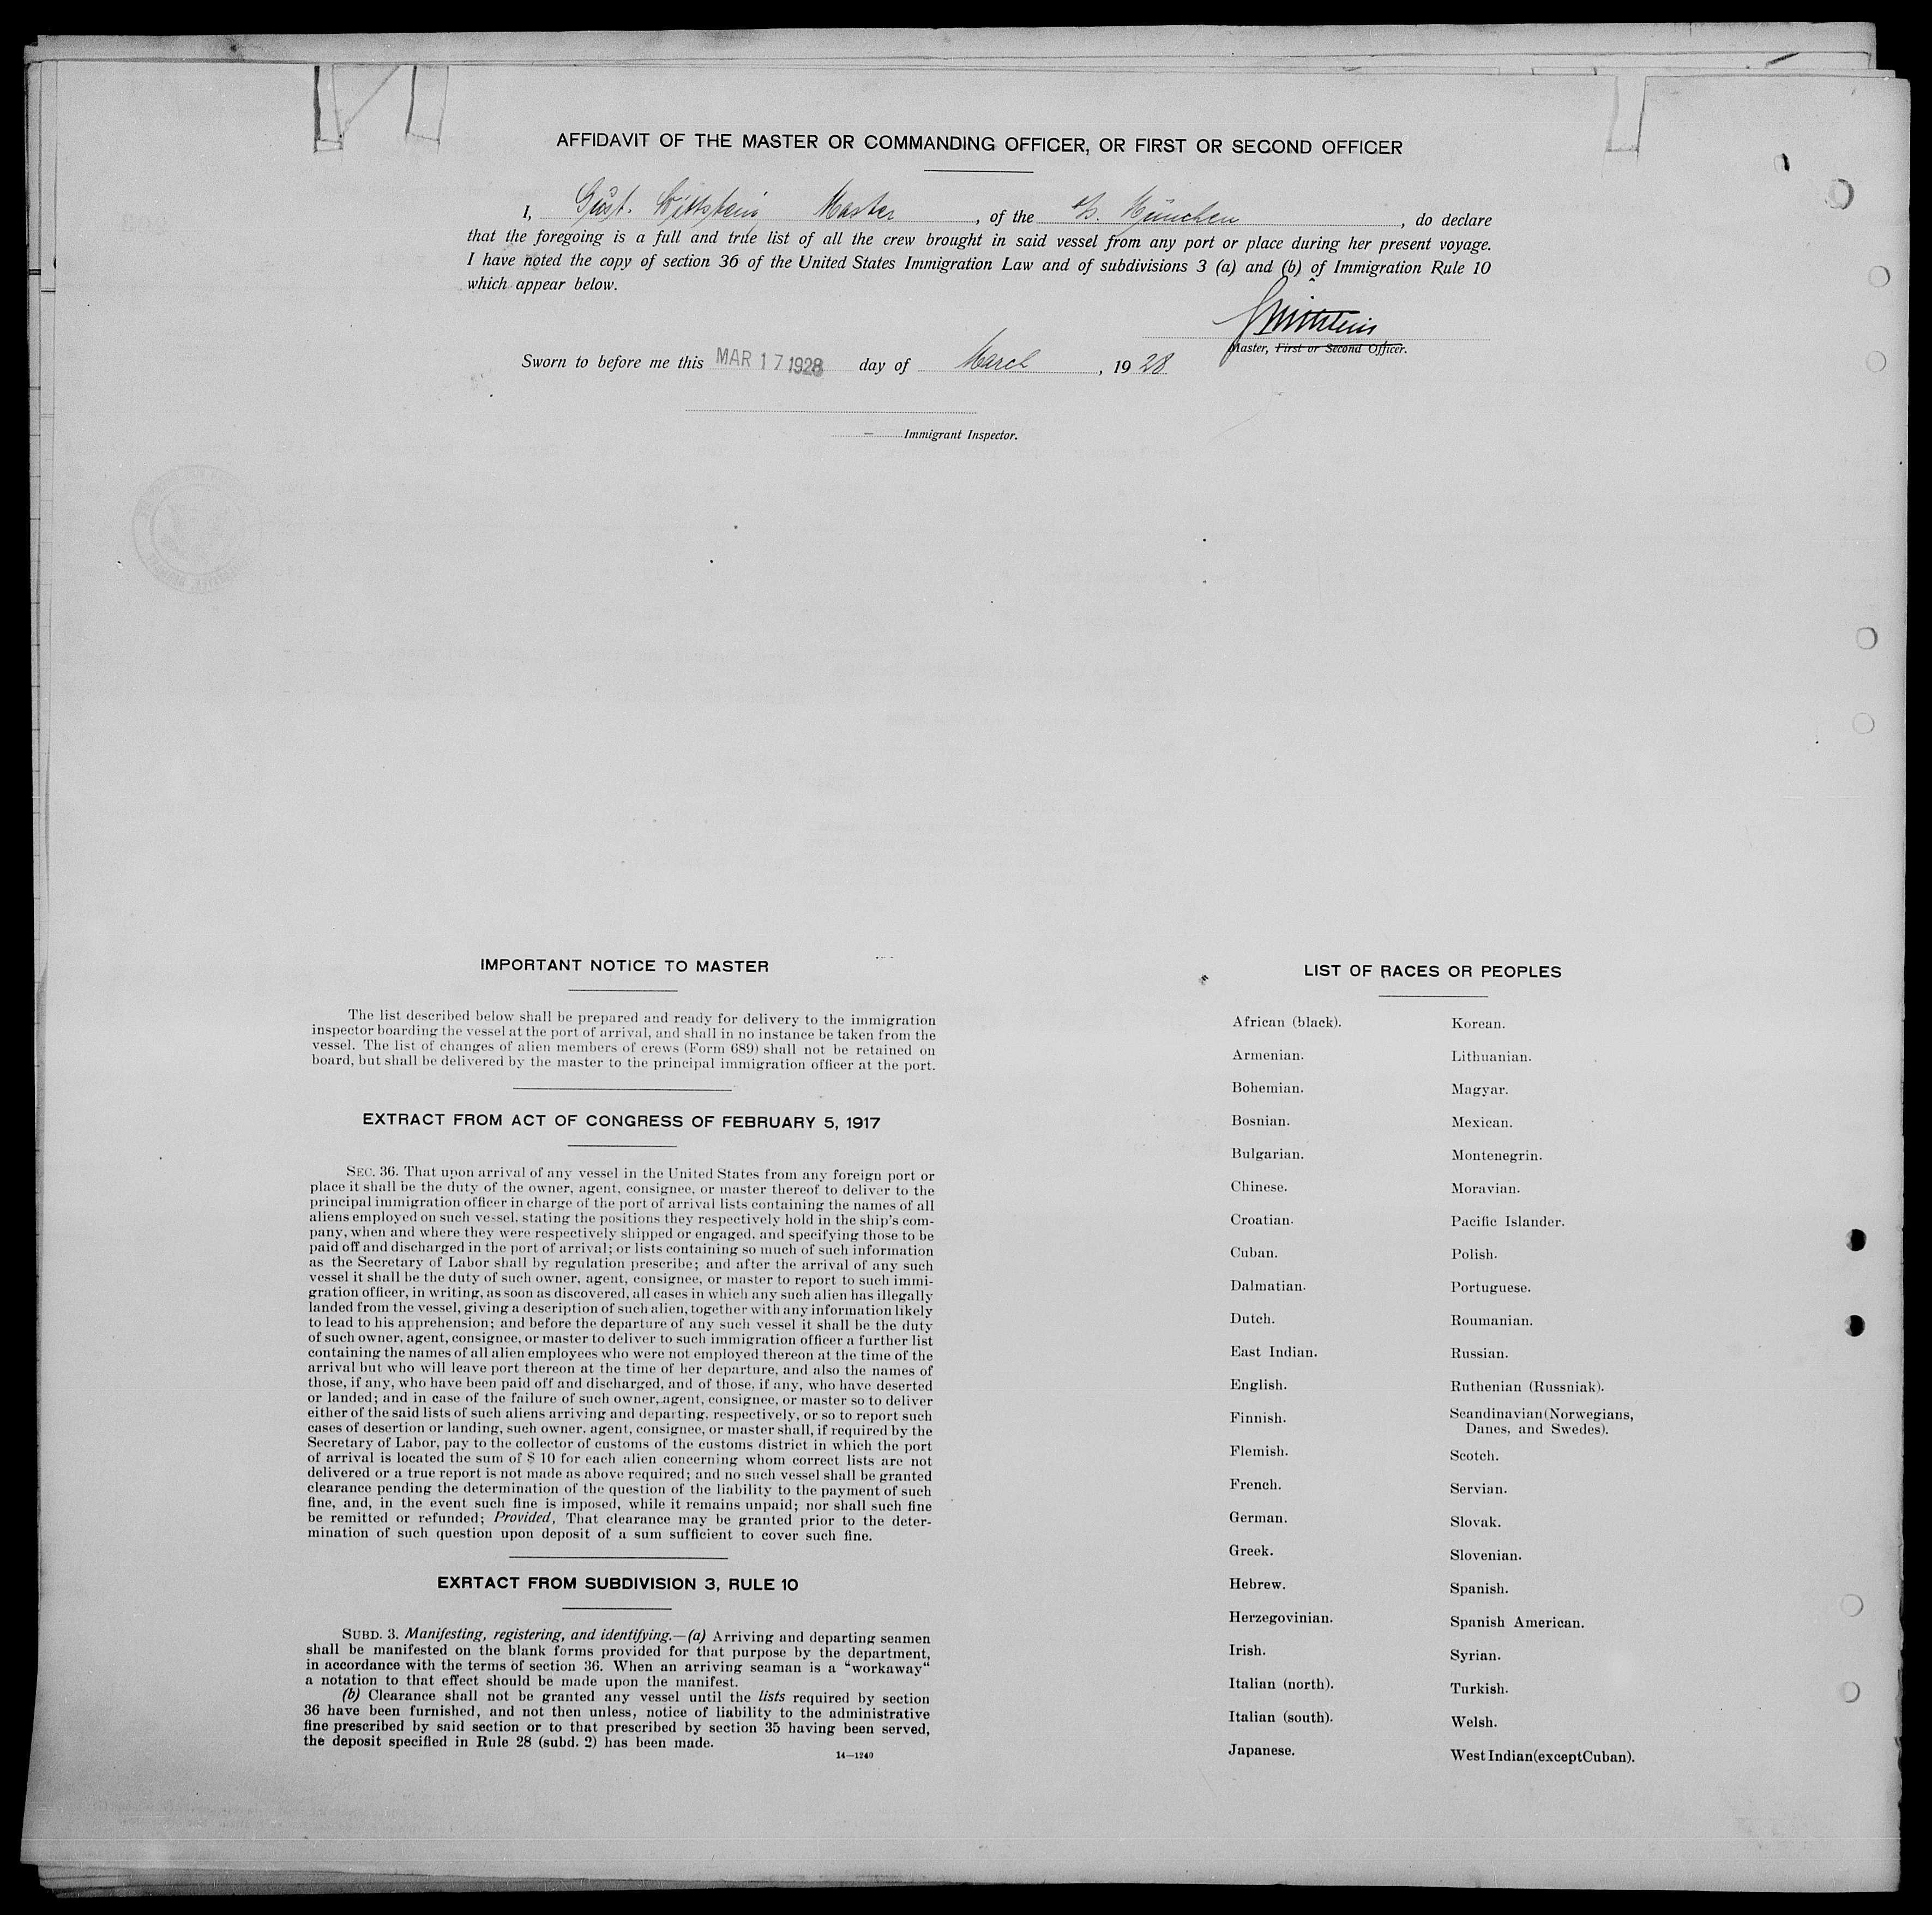 AFFIDAVIT OF THE MASTER OR COMMANDING OFFICER, OR FIRST OR SECOND OFFICER
I, Gust. Wittstein Master, of the S/S. München, do declare
that the foregoing is a full and true list of all the crew brought in said vessel from any port or place during her present voyage.
I have noted the copy of section 36 of the United States Immigration Law and of subdivisions 3 (a) and (b) of Immigration Rule 10
which appear below.
GWittstein
Master, First or Second Officer.
Sworn to before me this MAR 17 1928 day of March, 1928
Immigrant Inspector.
IMPORTANT NOTICE TO MASTER
The list described below shall be prepared and ready for delivery to the immigration
inspector boarding the vessel at the port of arrival, and shall in no instance be taken from the
vessel. The list of changes of alien members of crews (Form 689) shall not be retained on
board, but shall be delivered by the master to the principal immigration officer at the port.
EXTRACT FROM ACT OF CONGRESS OF FEBRUARY 5, 1917
SEC. 36. That upon arrival of any vessel in the United States from any foreign port or
place it shall be the duty of the owner, agent, consignee, or master thereof to deliver to the
principal immigration officer in charge of the port of arrival lists containing the names of all
aliens employed on such vessel, stating the positions they respectively hold in the ship's com-
pany, when and where they were respectively shipped or engaged, and specifying those to be
paid off and discharged in the port of arrival; or lists containing so much of such information
as the Secretary of Labor shall by regulation prescribe; and after the arrival of any such
vessel it shall be the duty of such owner, agent, consignee, or master to report to such immi-
gration officer, in writing, as soon as discovered, all cases in which any such alien has illegally
landed from the vessel, giving a description of such alien, together with any information likely
to lead to his apprehension; and before the departure of any such vessel it shall be the duty
of such owner, agent, consignee, or master to deliver to such immigration officer a further list
containing the names of all alien employees who were not employed thereon at the time of the
arrival but who will leave port thereon at the time of her departure, and also the names of
those, if any, who have been paid off and discharged, and of those, if any, who have deserted
or landed; and in case of the failure of such owner, agent, consignee, or master so to deliver
either of the said lists of such aliens arriving and departing, respectively, or so to report such
cases of desertion or landing, such owner, agent, consignee, or master shall, if required by the
Secretary of Labor, pay to the collector of customs of the customs district in which the port
of arrival is located the sum of $ 10 for each alien concerning whom correct lists are not
delivered or a true report is not made as above required; and no such vessel shall be granted
clearance pending the determination of the question of the liability to the payment of such
fine, and, in the event such fine is imposed, while it remains unpaid; nor shall such fine
be remitted or refunded; Provided, That clearance may be granted prior to the deter-
mination of such question upon deposit of a sum sufficient to cover such fine.
EXRTACT FROM SUBDIVISION 3, RULE 10
SUBD. 3. Manifesting, registering, and identifying.—(a) Arriving and departing seamen
shall be manifested on the blank forms provided for that purpose by the department,
in accordance with the terms of section 36. When an arriving seaman is a “workaway“
a notation to that effect should be made upon the manifest.
(b) Clearance shall not be granted any vessel until the lists required by section
36 have been furnished, and not then unless, notice of liability to the administrative
fine prescribed by said section or to that prescribed by section 35 having been served,
the deposit specified in Rule 28 (subd. 2) has been made.
14—1240
LIST OF RACES OR PEOPLES
African (black).
Armenian.
Bohemian.
Bosnian.
Bulgarian.
Chinese.
Croatian.
Cuban.
Dalmatian.
Dutch.
East Indian.
English.
Finnish.
Flemish.
French.
German.
Greek.
Hebrew.
Herzegovinian.
Irish.
Italian (north).
Italian (south).
Japanese.
Korean.
Lithuanian.
Magyar.
Mexican.
Montenegrin.
Moravian.
Pacific Islander.
Polish.
Portuguese.
Roumanian.
Russian.
Ruthenian (Russniak).
Scandinavian(Norwegians,
Danes, and Swedes).
Scotch.
Servian.
Slovak.
Slovenian.
Spanish.
Spanish American.
Syrian.
Turkish.
Welsh.
West Indian(exceptCuban).